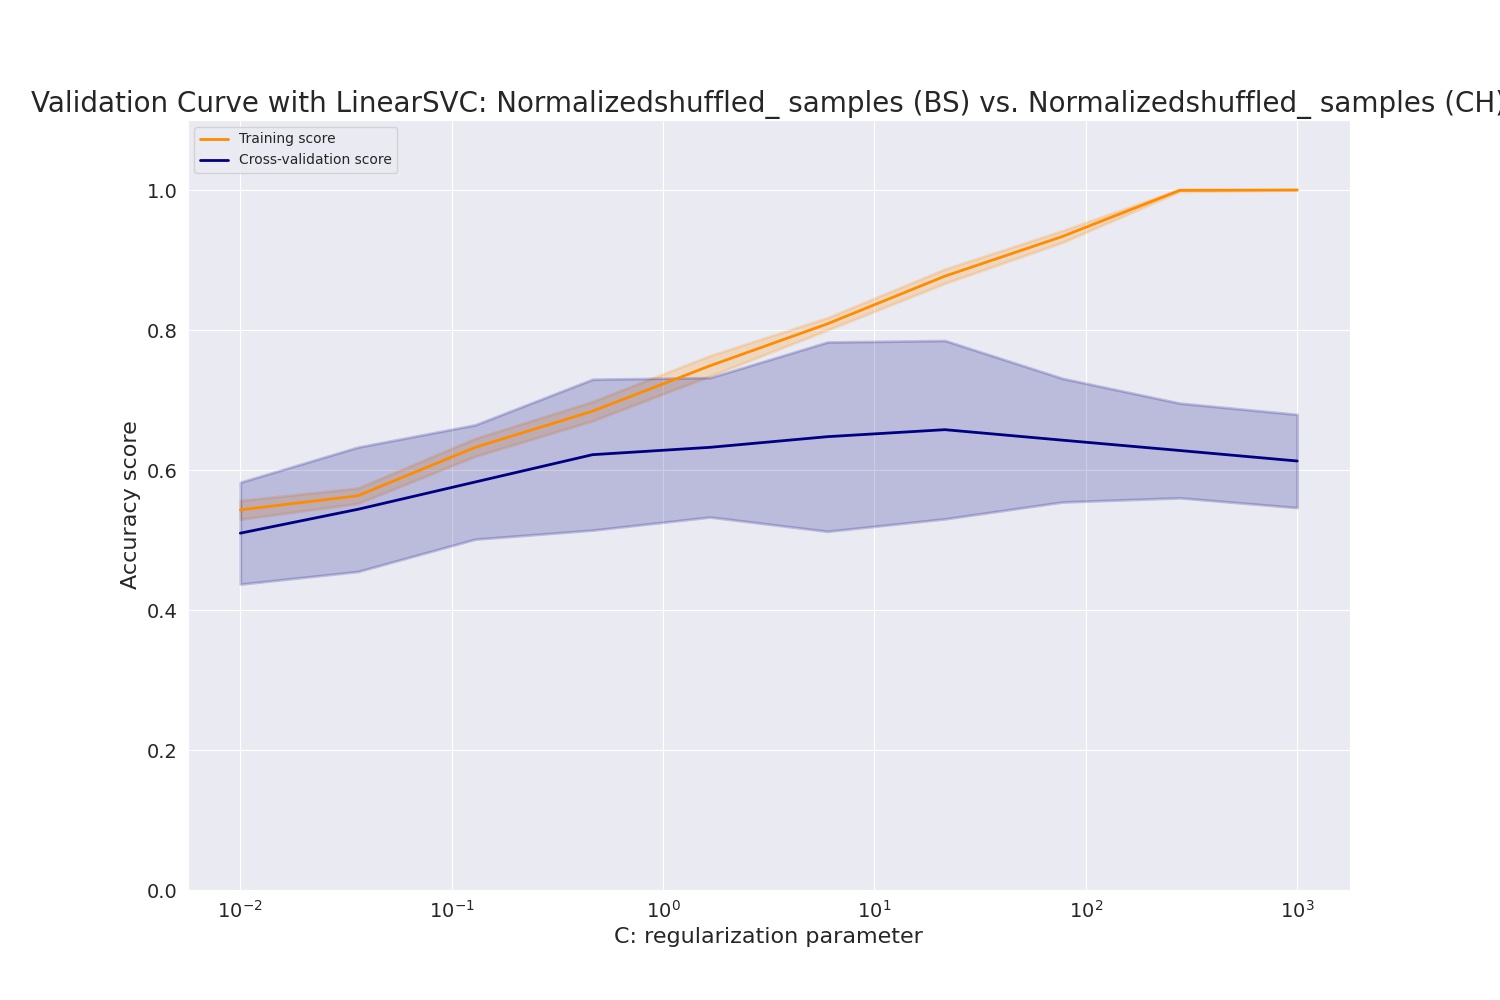 Validation Curve with LinearSVC: Normalizedshuffled_ samples (BS) vs. Normalizedshuffled_ samples (CH)
Training score
Cross-validation score
1.0
0.8
0.6
0.4
0.2
0.0
Accuracy score
10⁻² 10⁻¹ 10⁰ 10¹ 10² 10³
C: regularization parameter